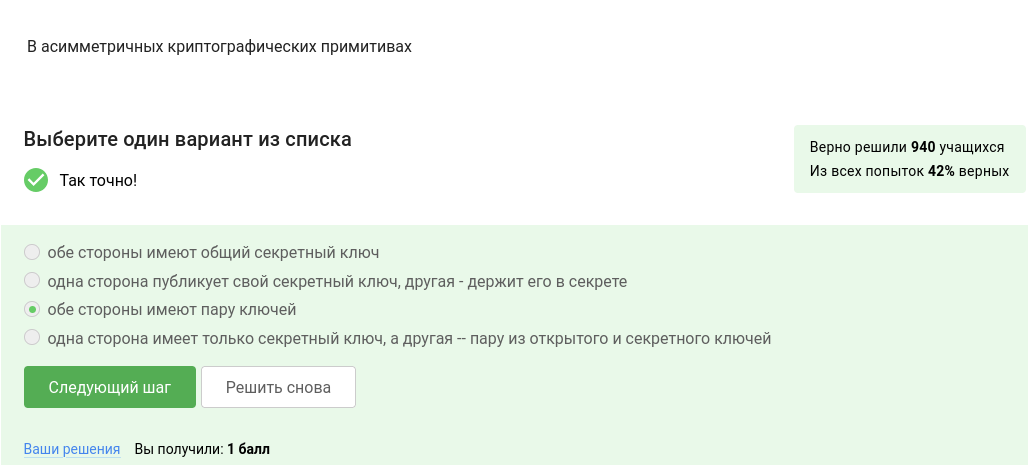 В асимметричных криптографических примитивах
Выберите один вариант из списка
Так точно!
Верно решили 940 учащихся
Из всех попыток 42% верных
обе стороны имеют общий секретный ключ
одна сторона публикует свой секретный ключ, другая - держит его в секрете
обе стороны имеют пару ключей
одна сторона имеет только секретный ключ, а другая -- пару из открытого и секретного ключей
Следующий шаг
Решить снова
Ваши решения Вы получили: 1 балл